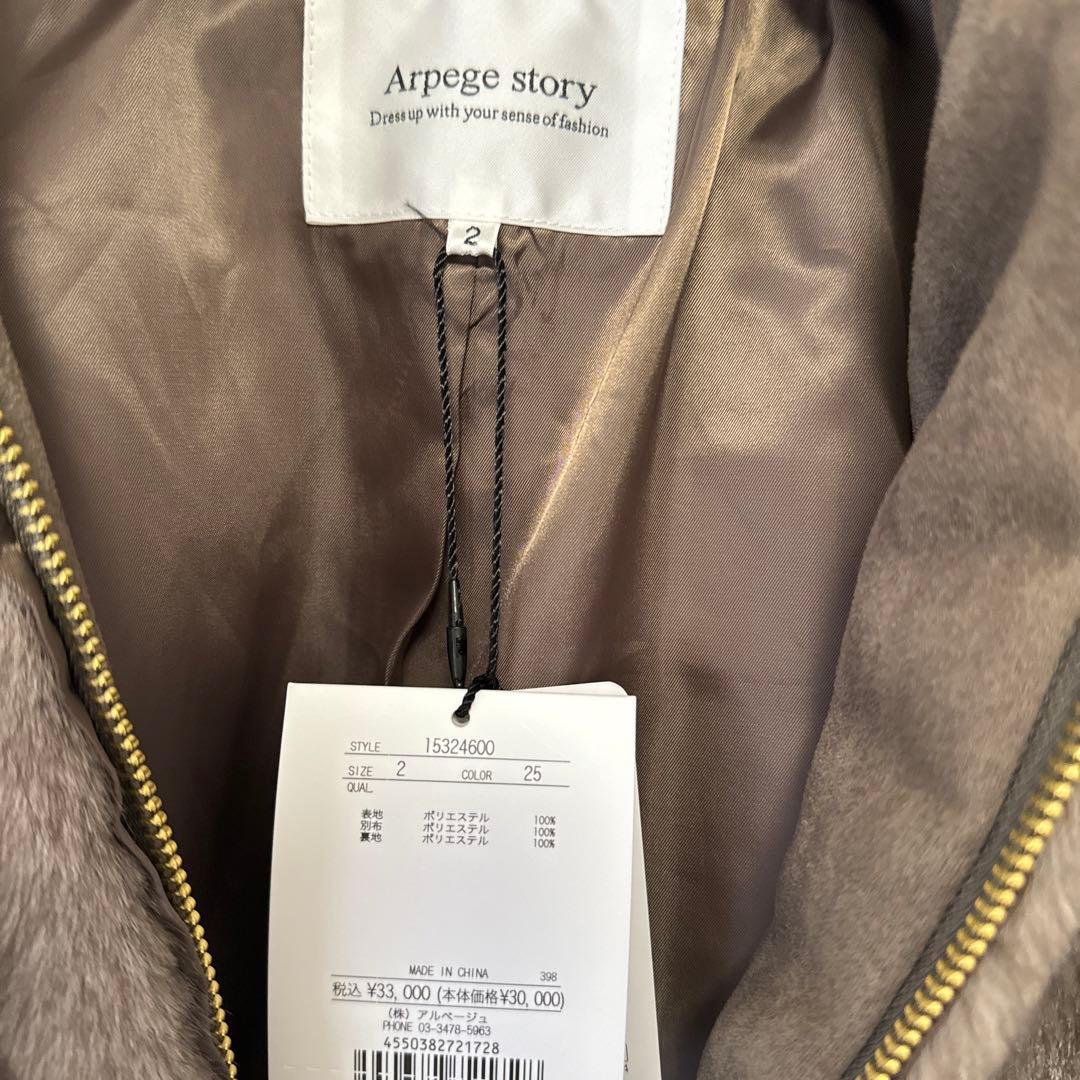 Arpege story
Dress up with your sense of fashion
2
STYLE 15324600
SIZE 2 COLOR 25
QUAL.
表地 ポリエステル 100%
別布 ポリエステル 100%
裏地 ポリエステル 100%
MADE IN CHINA 398
税込 ¥33,000 (本体価格¥30,000)
(株) アルページュ
PHONE 03-3478-5963
4550382721728